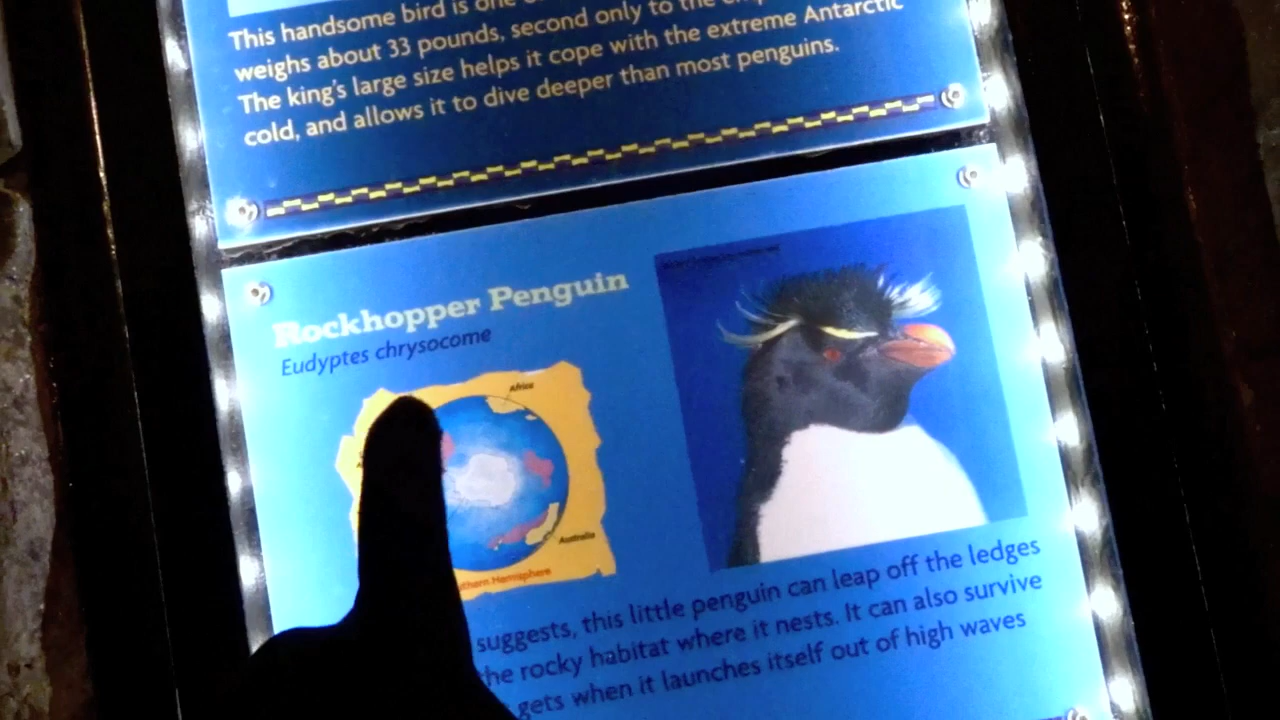 This handsome bird is one
weighs about 33 pounds, second only to the
The king's large size helps it cope with the extreme Antarctic
cold, and allows it to dive deeper than most penguins.
Rockhopper Penguin
Eudyptes chrysocome
Africa
Australia
thern Hemisphere
suggests, this little penguin can leap off the ledges
he rocky habitat where it nests. It can also survive
gets when it launches itself out of high waves